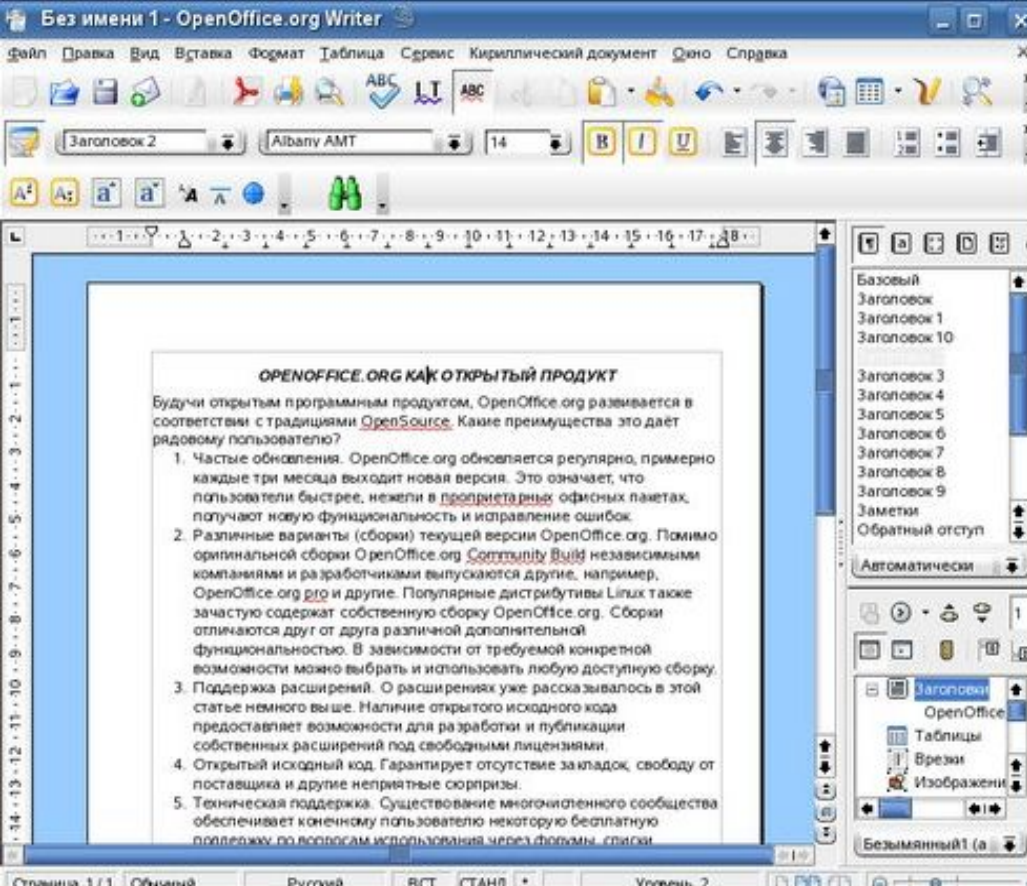 Без имени 1 - OpenOffice.org Writer
Файл Правка Вид Вставка Формат Таблица Сервис Кириллический документ Окно Справка
Заголовок 2 Albany AMT 14
OPENOFFICE.ORG КАК ОТКРЫТЫЙ ПРОДУКТ
Будучи открытым программным продуктом, OpenOffice.org развивается в
соответствии с традициями OpenSource. Какие преимущества это даёт
рядовому пользователю?
1. Частые обновления. OpenOffice.org обновляется регулярно, примерно
каждые три месяца выходит новая версия. Это означает, что
пользователи быстрее, нежели в проприетарных офисных пакетах,
получают новую функциональность и исправление ошибок.
2. Различные варианты (сборки) текущей версии OpenOffice.org. Помимо
оригинальной сборки OpenOffice.org Community Build независимыми
компаниями и разработчиками выпускаются другие, например,
OpenOffice.org pro и другие. Популярные дистрибутивы Linux также
зачастую содержат собственную сборку OpenOffice.org. Сборки
отличаются друг от друга различной дополнительной
функциональностью. В зависимости от требуемой конкретной
возможности можно выбрать и использовать любую доступную сборку.
3. Поддержка расширений. О расширениях уже рассказывалось в этой
статье немного выше. Наличие открытого исходного кода
предоставляет возможности для разработки и публикации
собственных расширений под свободными лицензиями.
4. Открытый исходный код. Гарантирует отсутствие закладок, свободу от
поставщика и другие неприятные сюрпризы.
5. Техническая поддержка. Существование многочисленного сообщества
обеспечивает конечному пользователю некоторую бесплатную
поддержку по вопросам использования через форумы, списки
Базовый
Заголовок
Заголовок 1
Заголовок 10
Заголовок 3
Заголовок 4
Заголовок 5
Заголовок 6
Заголовок 7
Заголовок 8
Заголовок 9
Заметки
Обратный отступ
Автоматически
Заголовки
OpenOffice
Таблицы
Врезки
Изображени
Безымянный1 (а
Страница 1/1 Обычный Русский ВСТ СТАНД * Уровень 2